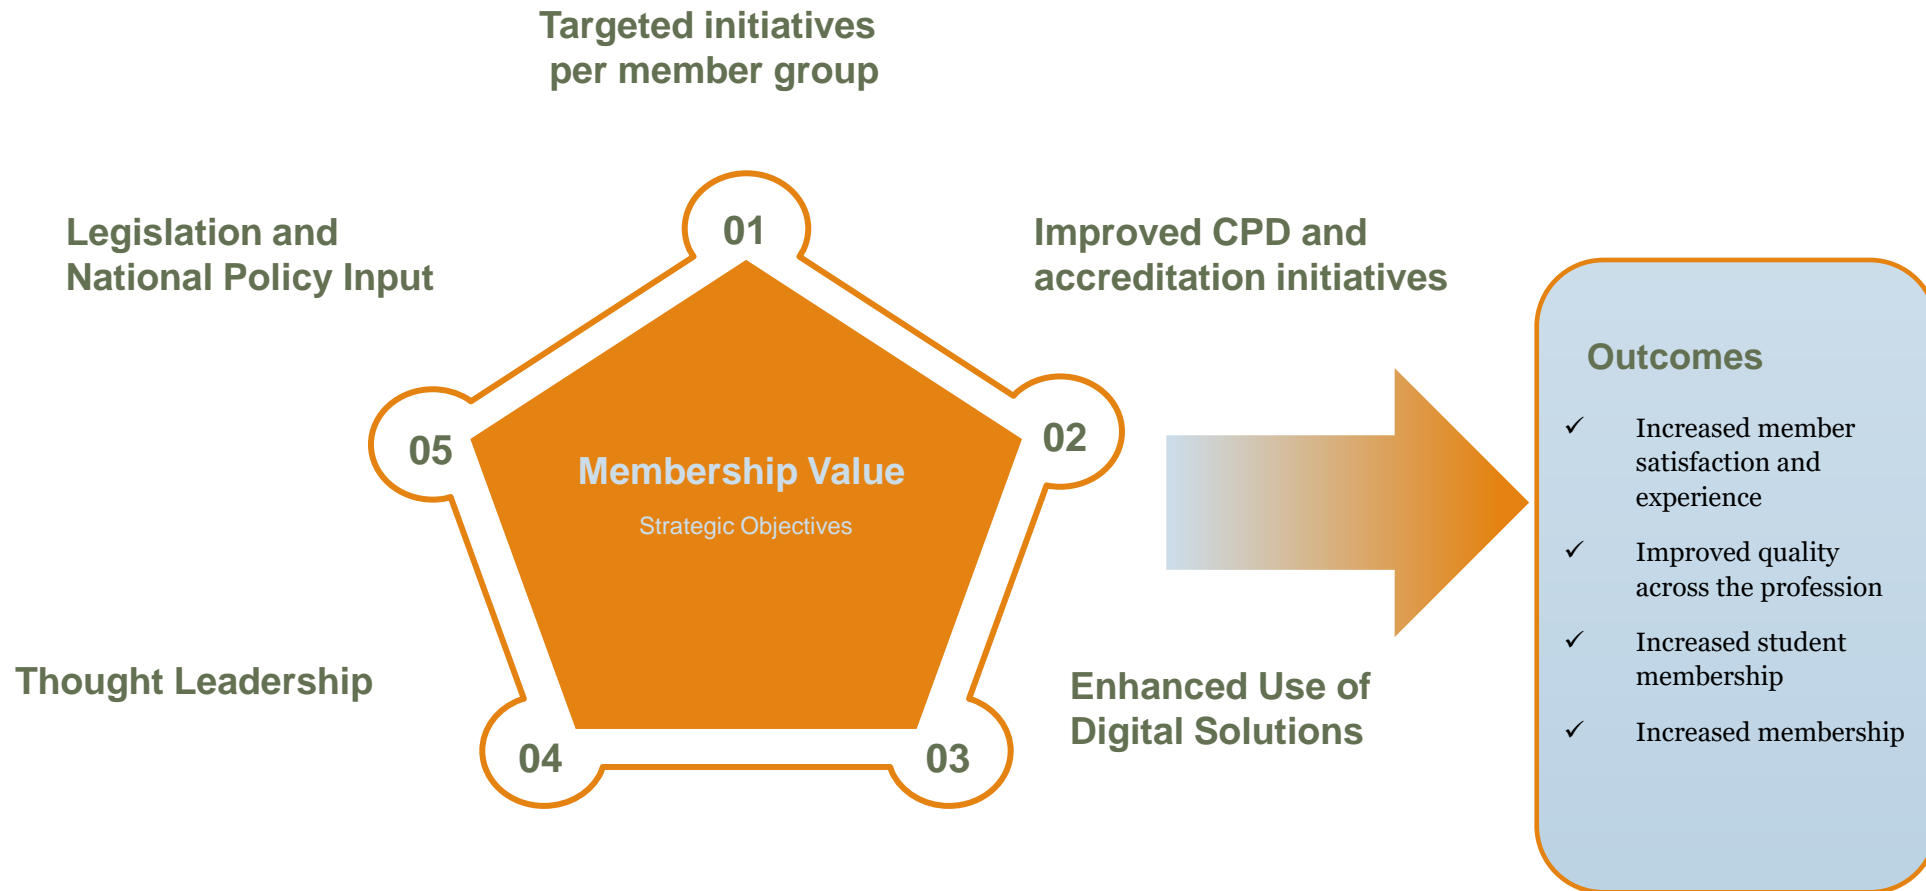 Targeted initiatives
per member group
01
Improved CPD and
accreditation initiatives
02
Enhanced Use of
Digital Solutions
03
Thought Leadership
04
Legislation and
National Policy Input
05
Membership Value
Strategic Objectives
Outcomes
✓ Increased member
satisfaction and
experience
✓ Improved quality
across the profession
✓ Increased student
membership
✓ Increased membership